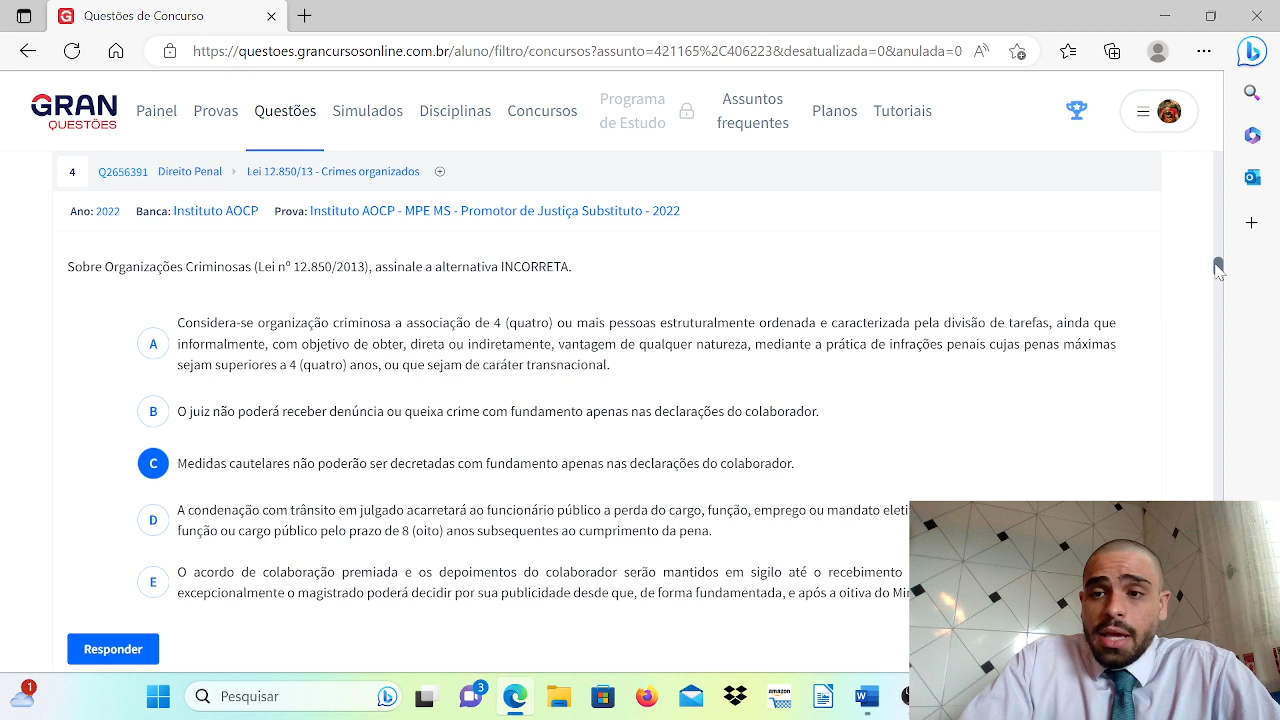 Questões de Concurso
https://questoes.grancursosonline.com.br/aluno/filtro/concursos?assunto=421165%2C406223&desatualizada=0&anulada=0
GRAN
QUESTÕES
Painel
Provas
Questões
Simulados
Disciplinas
Concursos
Programa
de Estudo
Assuntos
frequentes
Planos
Tutoriais
4
Q2656391
Direito Penal
Lei 12.850/13 - Crimes organizados
Ano: 2022 Banca: Instituto AOCP Prova: Instituto AOCP - MPE MS - Promotor de Justiça Substituto - 2022
Sobre Organizações Criminosas (Lei nº 12.850/2013), assinale a alternativa INCORRETA.
A
Considera-se organização criminosa a associação de 4 (quatro) ou mais pessoas estruturalmente ordenada e caracterizada pela divisão de tarefas, ainda que
informalmente, com objetivo de obter, direta ou indiretamente, vantagem de qualquer natureza, mediante a prática de infrações penais cujas penas máximas
sejam superiores a 4 (quatro) anos, ou que sejam de caráter transnacional.
B
O juiz não poderá receber denúncia ou queixa crime com fundamento apenas nas declarações do colaborador.
C
Medidas cautelares não poderão ser decretadas com fundamento apenas nas declarações do colaborador.
D
A condenação com trânsito em julgado acarretará ao funcionário público a perda do cargo, função, emprego ou mandato
função ou cargo público pelo prazo de 8 (oito) anos subsequentes ao cumprimento da pena.
E
O acordo de colaboração premiada e os depoimentos do colaborador serão mantidos em sigilo até o recebimento
excepcionalmente o magistrado poderá decidir por sua publicidade desde que, de forma fundamentada, e após a oitiva do
Responder
1
Pesquisar
3
amazon